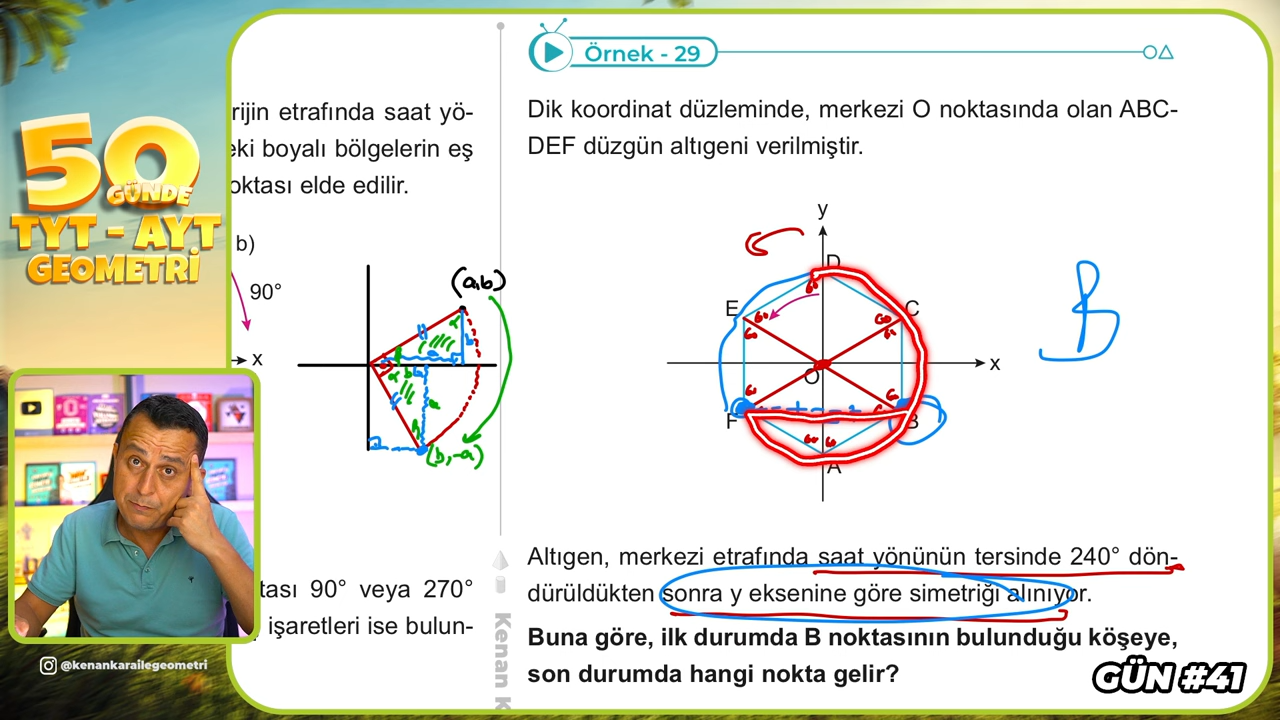 50
GÜNDE
TYT - AYT
GEOMETRİ
rijin etrafında saat yö-
eki boyalı bölgelerin eş
oktası elde edilir.
b)
90°
x
(a,b)
(b,-a)
tası 90° veya 270°
işaretleri ise bulun-
Kenan K
Örnek - 29
Dik koordinat düzleminde, merkezi O noktasında olan ABC-
DEF düzgün altıgeni verilmiştir.
y
D
E
C
x
O
F
B
A
B
Altıgen, merkezi etrafında saat yönünün tersinde 240° dön-
dürüldükten sonra y eksenine göre simetriği alınıyor.
Buna göre, ilk durumda B noktasının bulunduğu köşeye,
son durumda hangi nokta gelir?
@kenankarailegeometri
GÜN #41